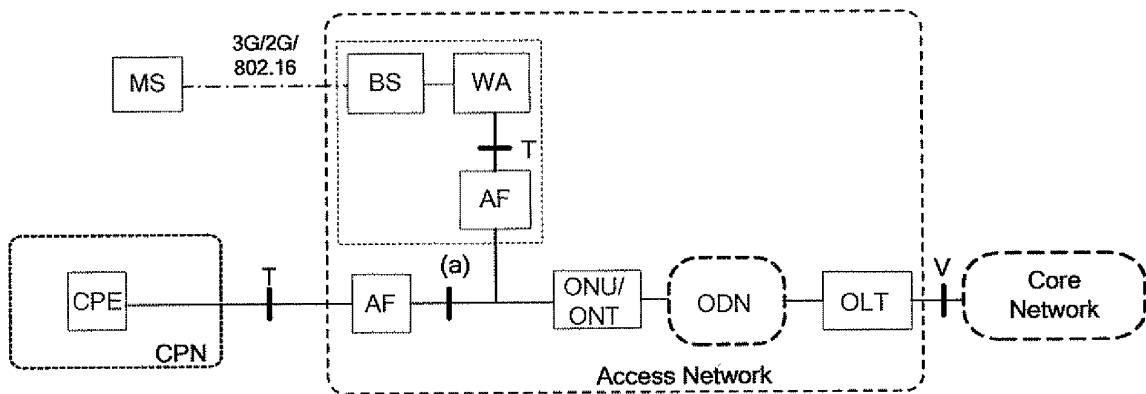 3G/2G/
802.16
MS
BS
WA
T
AF
CPE
T
AF
(a)
ONU/
ONT
ODN
OLT
V
Core
Network
CPN
Access Network